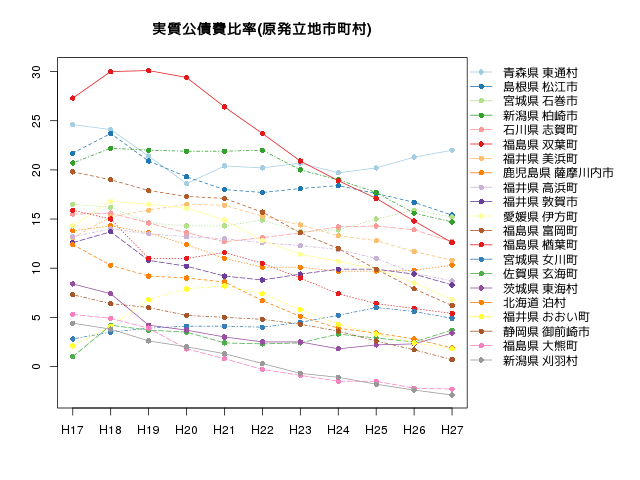 実質公債費比率(原発立地市町村)
30
25
20
15
10
5
0
H17 H18 H19 H20 H21 H22 H23 H24 H25 H26 H27
青森県 東通村
島根県 松江市
宮城県 石巻市
新潟県 柏崎市
石川県 志賀町
福島県 双葉町
福井県 美浜町
鹿児島県 薩摩川内市
福井県 高浜町
福井県 敦賀市
愛媛県 伊方町
福島県 富岡町
福島県 楢葉町
宮城県 女川町
佐賀県 玄海町
茨城県 東海村
北海道 泊村
福井県 おおい町
静岡県 御前崎市
福島県 大熊町
新潟県 刈羽村